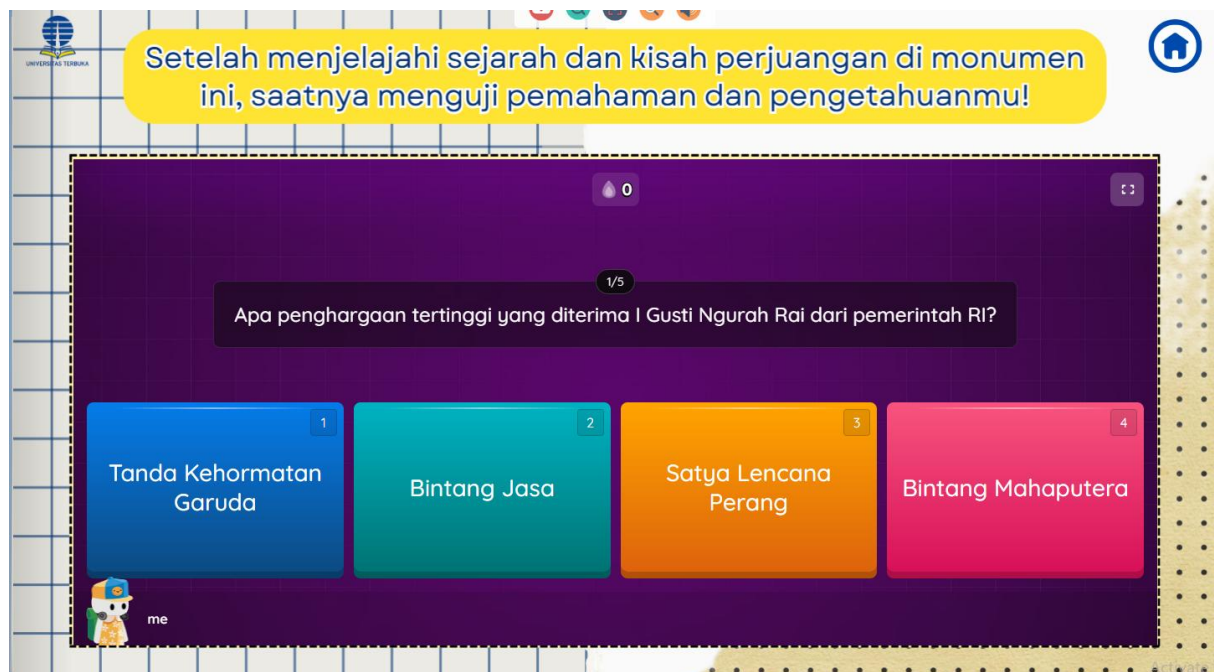 UNIVERSITAS TERBUKA
Setelah menjelajahi sejarah dan kisah perjuangan di monumen
ini, saatnya menguji pemahaman dan pengetahuanmu!
0
1/5
Apa penghargaan tertinggi yang diterima I Gusti Ngurah Rai dari pemerintah RI?
1
Tanda Kehormatan
Garuda
2
Bintang Jasa
3
Satya Lencana
Perang
4
Bintang Mahaputera
me